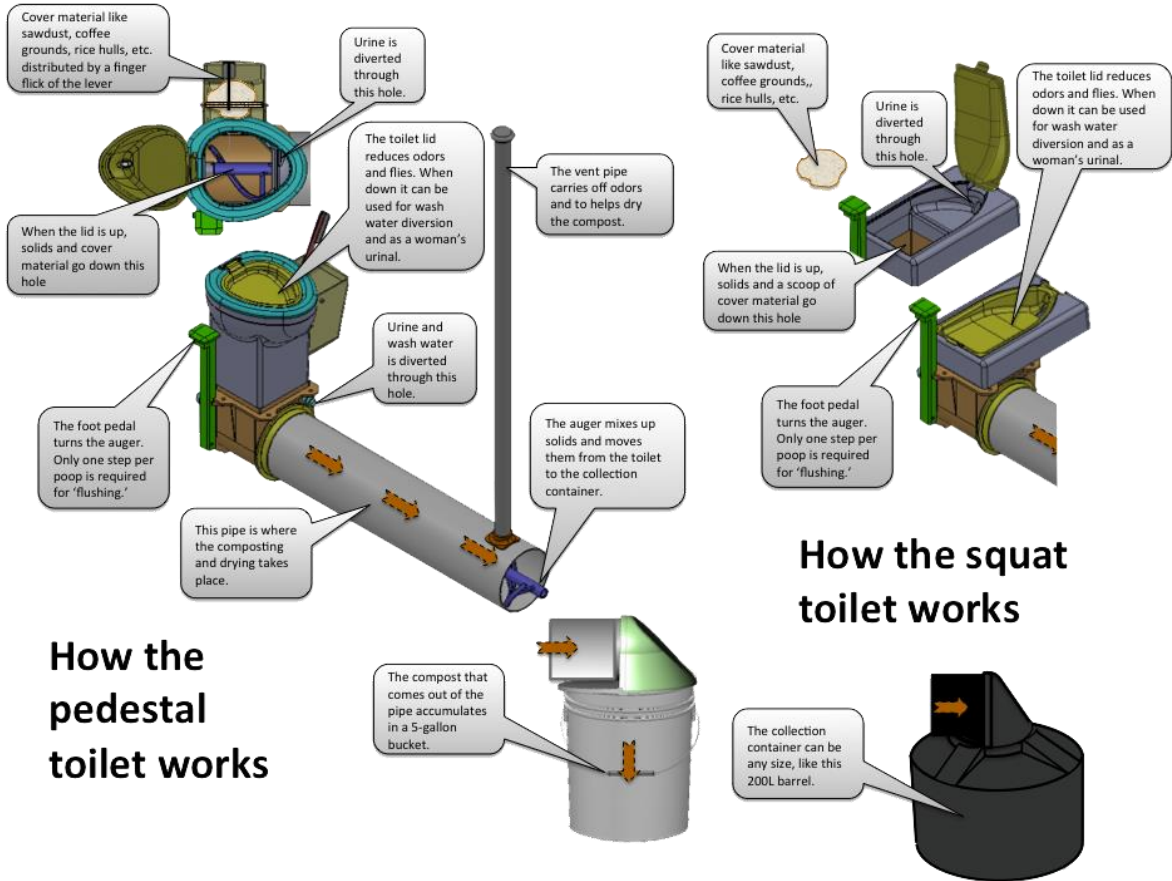 Cover material like
sawdust, coffee
grounds, rice hulls, etc.
distributed by a finger
flick of the lever
Urine is
diverted
through
this hole.
The toilet lid
reduces odors
and flies. When
down it can be
used for wash
water diversion
and as a woman's
urinal.
The vent pipe
carries off odors
and to helps dry
the compost.
When the lid is up,
solids and cover
material go down this
hole
Urine and
wash water
is diverted
through this
hole.
The foot pedal
turns the auger.
Only one step per
poop is required
for 'flushing.'
The auger mixes up
solids and moves
them from the toilet
to the collection
container.
This pipe is where
the composting
and drying takes
place.
How the
pedestal
toilet works
The compost that
comes out of the
pipe accumulates
in a 5-gallon
bucket.
Cover material
like sawdust,
coffee grounds,,
rice hulls, etc.
Urine is
diverted
through
this hole.
The toilet lid reduces
odors and flies. When
down it can be used
for wash water
diversion and as a
woman's urinal.
When the lid is up,
solids and a scoop of
cover material go
down this hole
The foot pedal
turns the auger.
Only one step per
poop is required
for 'flushing.'
How the squat
toilet works
The collection
container can be
any size, like this
200L barrel.